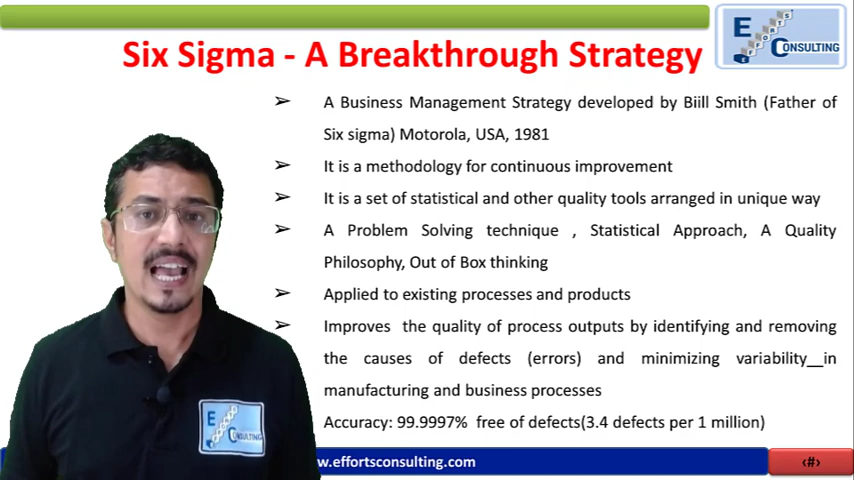 Six Sigma - A Breakthrough Strategy
E
EFFORTS
CONSULTING
➢ A Business Management Strategy developed by Biill Smith (Father of
Six sigma) Motorola, USA, 1981
➢ It is a methodology for continuous improvement
➢ It is a set of statistical and other quality tools arranged in unique way
➢ A Problem Solving technique , Statistical Approach, A Quality
Philosophy, Out of Box thinking
➢ Applied to existing processes and products
➢ Improves the quality of process outputs by identifying and removing
the causes of defects (errors) and minimizing variability__in
manufacturing and business processes
Accuracy: 99.9997% free of defects(3.4 defects per 1 million)
E
CONSULTING
w.effortsconsulting.com
‹#›